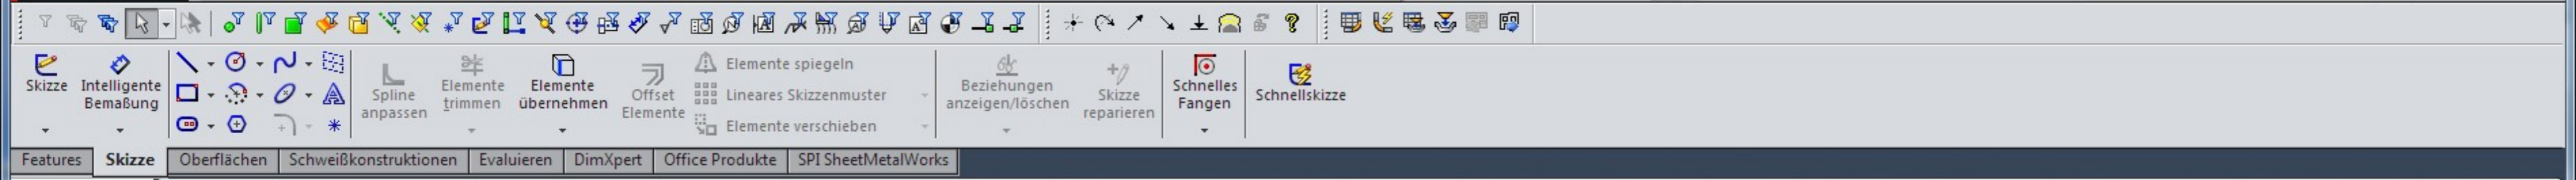 Skizze
Intelligente
Bemaßung
Spline
anpassen
Elemente
trimmen
Elemente
übernehmen
Offset
Elemente
Elemente spiegeln
Lineares Skizzenmuster
Elemente verschieben
Beziehungen
anzeigen/löschen
Skizze
reparieren
Schnelles
Fangen
Schnellskizze
Features
Skizze
Oberflächen
Schweißkonstruktionen
Evaluieren
DimXpert
Office Produkte
SPI SheetMetalWorks